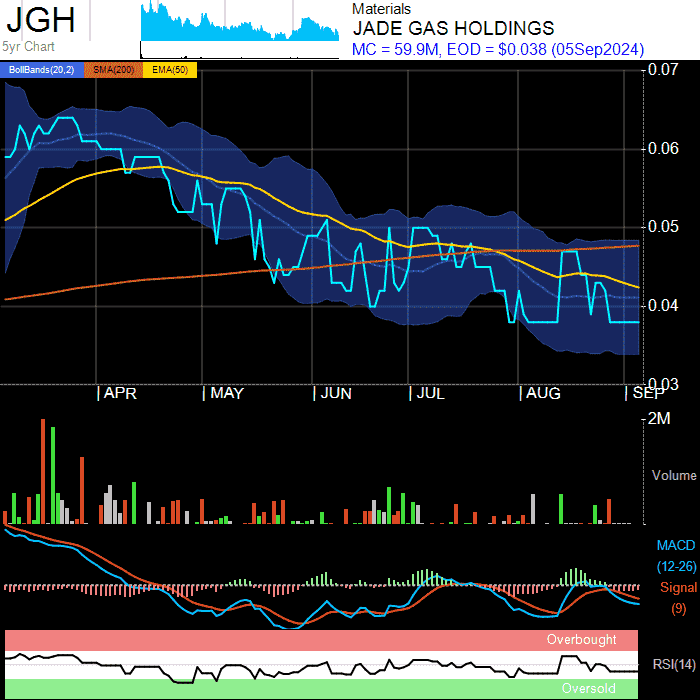 JGH
5yr Chart
Materials
JADE GAS HOLDINGS
MC = 59.9M, EOD = $0.038 (05Sep2024)
BollBands(20,2) SMA(200) EMA(50)
0.07
0.06
0.05
0.04
0.03
APR MAY JUN JUL AUG SEP
2M
Volume
MACD
(12-26)
Signal
(9)
Overbought
RSI(14)
Oversold